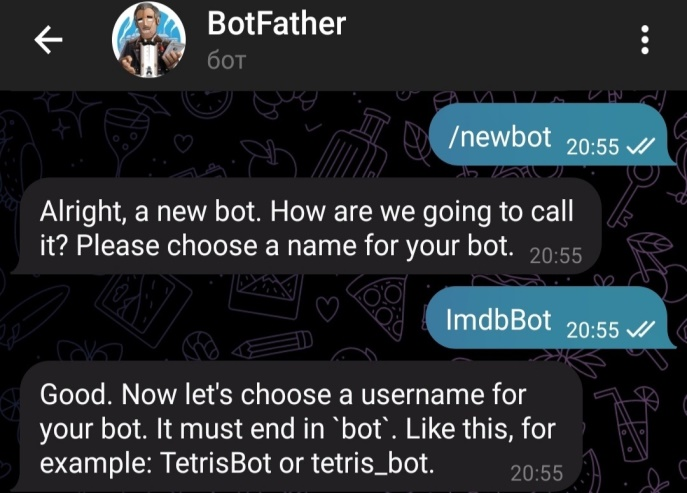 BotFather
бот
/newbot 20:55
Alright, a new bot. How are we going to call
it? Please choose a name for your bot. 20:55
ImdbBot 20:55
Good. Now let's choose a username for
your bot. It must end in `bot`. Like this, for
example: TetrisBot or tetris_bot. 20:55